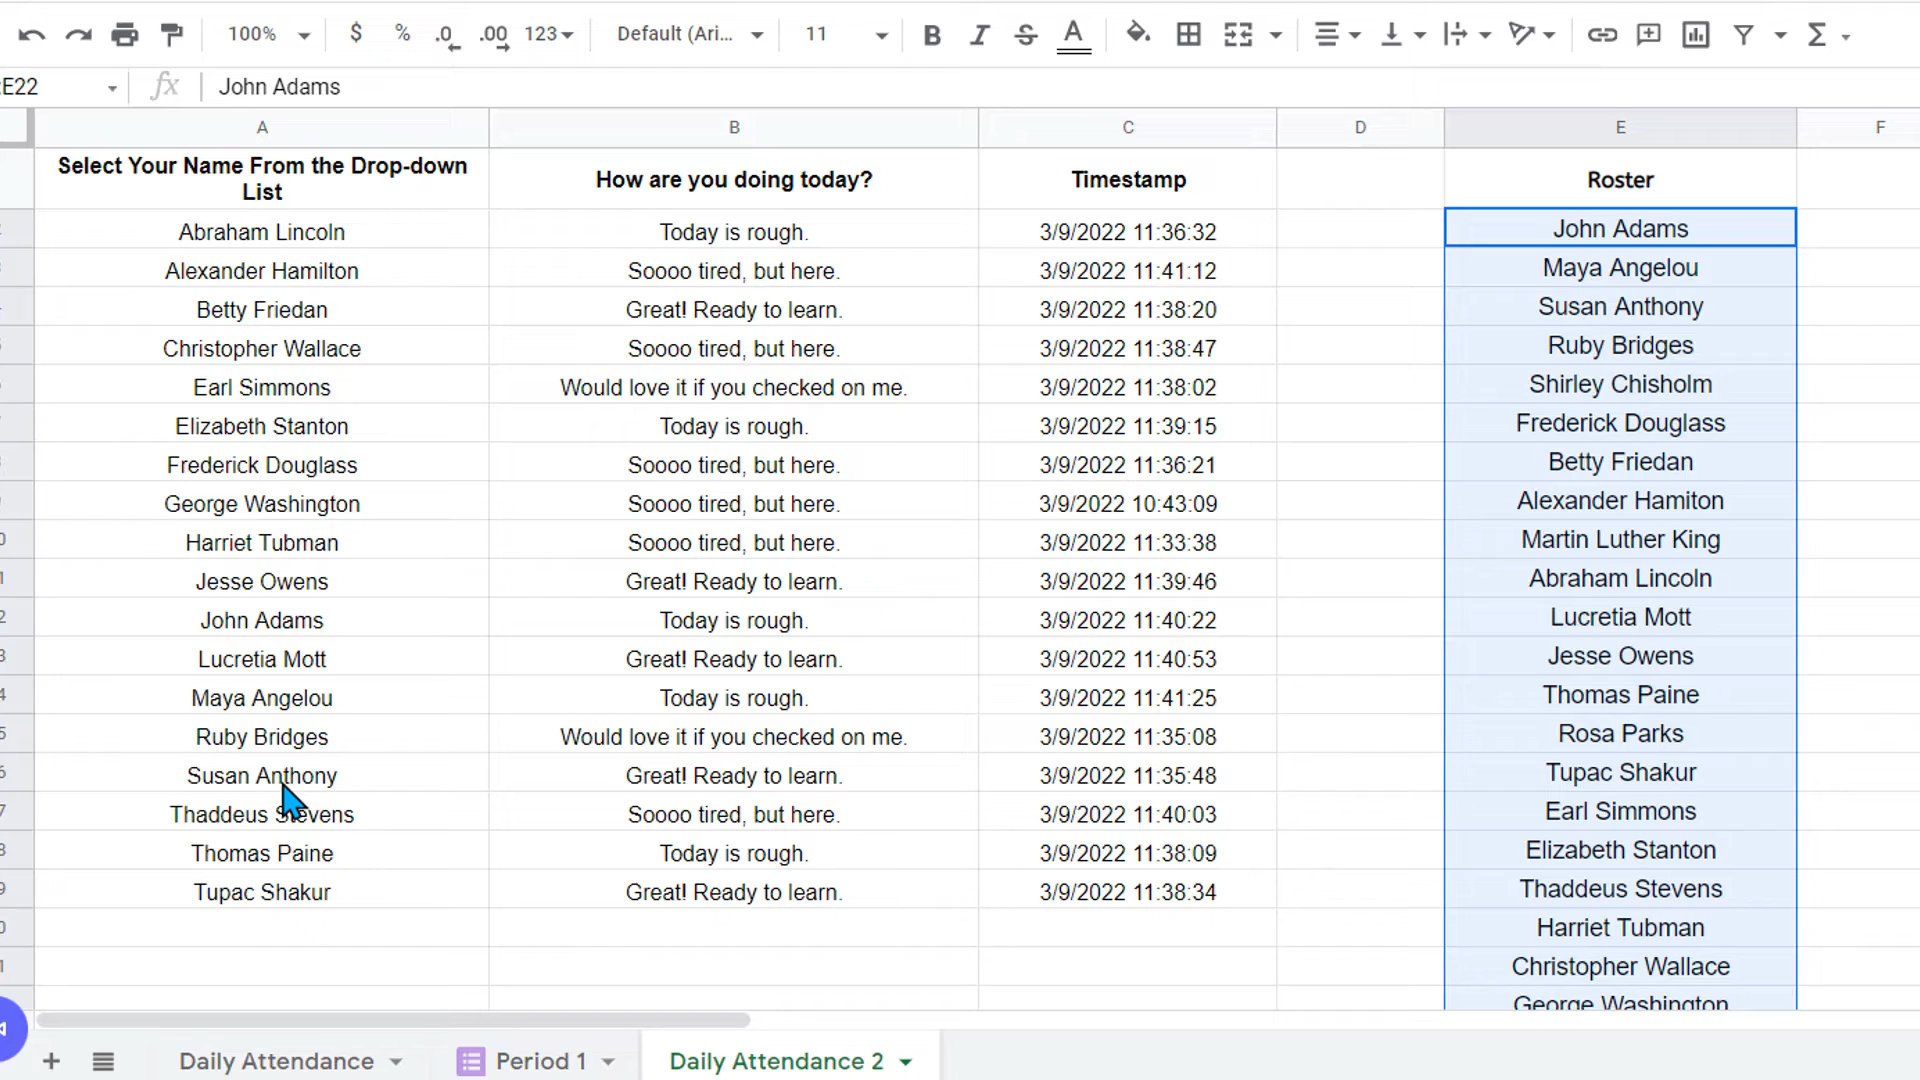 100% $ % .0 .00 123 Default (Ari... 11 B I S A Σ
E22 fx John Adams
A B C D E F
Select Your Name From the Drop-down
List
How are you doing today? Timestamp Roster
Abraham Lincoln Today is rough. 3/9/2022 11:36:32 John Adams
Alexander Hamilton Soooo tired, but here. 3/9/2022 11:41:12 Maya Angelou
Betty Friedan Great! Ready to learn. 3/9/2022 11:38:20 Susan Anthony
Christopher Wallace Soooo tired, but here. 3/9/2022 11:38:47 Ruby Bridges
Earl Simmons Would love it if you checked on me. 3/9/2022 11:38:02 Shirley Chisholm
Elizabeth Stanton Today is rough. 3/9/2022 11:39:15 Frederick Douglass
Frederick Douglass Soooo tired, but here. 3/9/2022 11:36:21 Betty Friedan
George Washington Soooo tired, but here. 3/9/2022 10:43:09 Alexander Hamiton
0 Harriet Tubman Soooo tired, but here. 3/9/2022 11:33:38 Martin Luther King
1 Jesse Owens Great! Ready to learn. 3/9/2022 11:39:46 Abraham Lincoln
2 John Adams Today is rough. 3/9/2022 11:40:22 Lucretia Mott
3 Lucretia Mott Great! Ready to learn. 3/9/2022 11:40:53 Jesse Owens
4 Maya Angelou Today is rough. 3/9/2022 11:41:25 Thomas Paine
5 Ruby Bridges Would love it if you checked on me. 3/9/2022 11:35:08 Rosa Parks
6 Susan Anthony Great! Ready to learn. 3/9/2022 11:35:48 Tupac Shakur
7 Thaddeus Stevens Soooo tired, but here. 3/9/2022 11:40:03 Earl Simmons
8 Thomas Paine Today is rough. 3/9/2022 11:38:09 Elizabeth Stanton
9 Tupac Shakur Great! Ready to learn. 3/9/2022 11:38:34 Thaddeus Stevens
0 Harriet Tubman
1 Christopher Wallace
George Washington
+ Daily Attendance Period 1 Daily Attendance 2